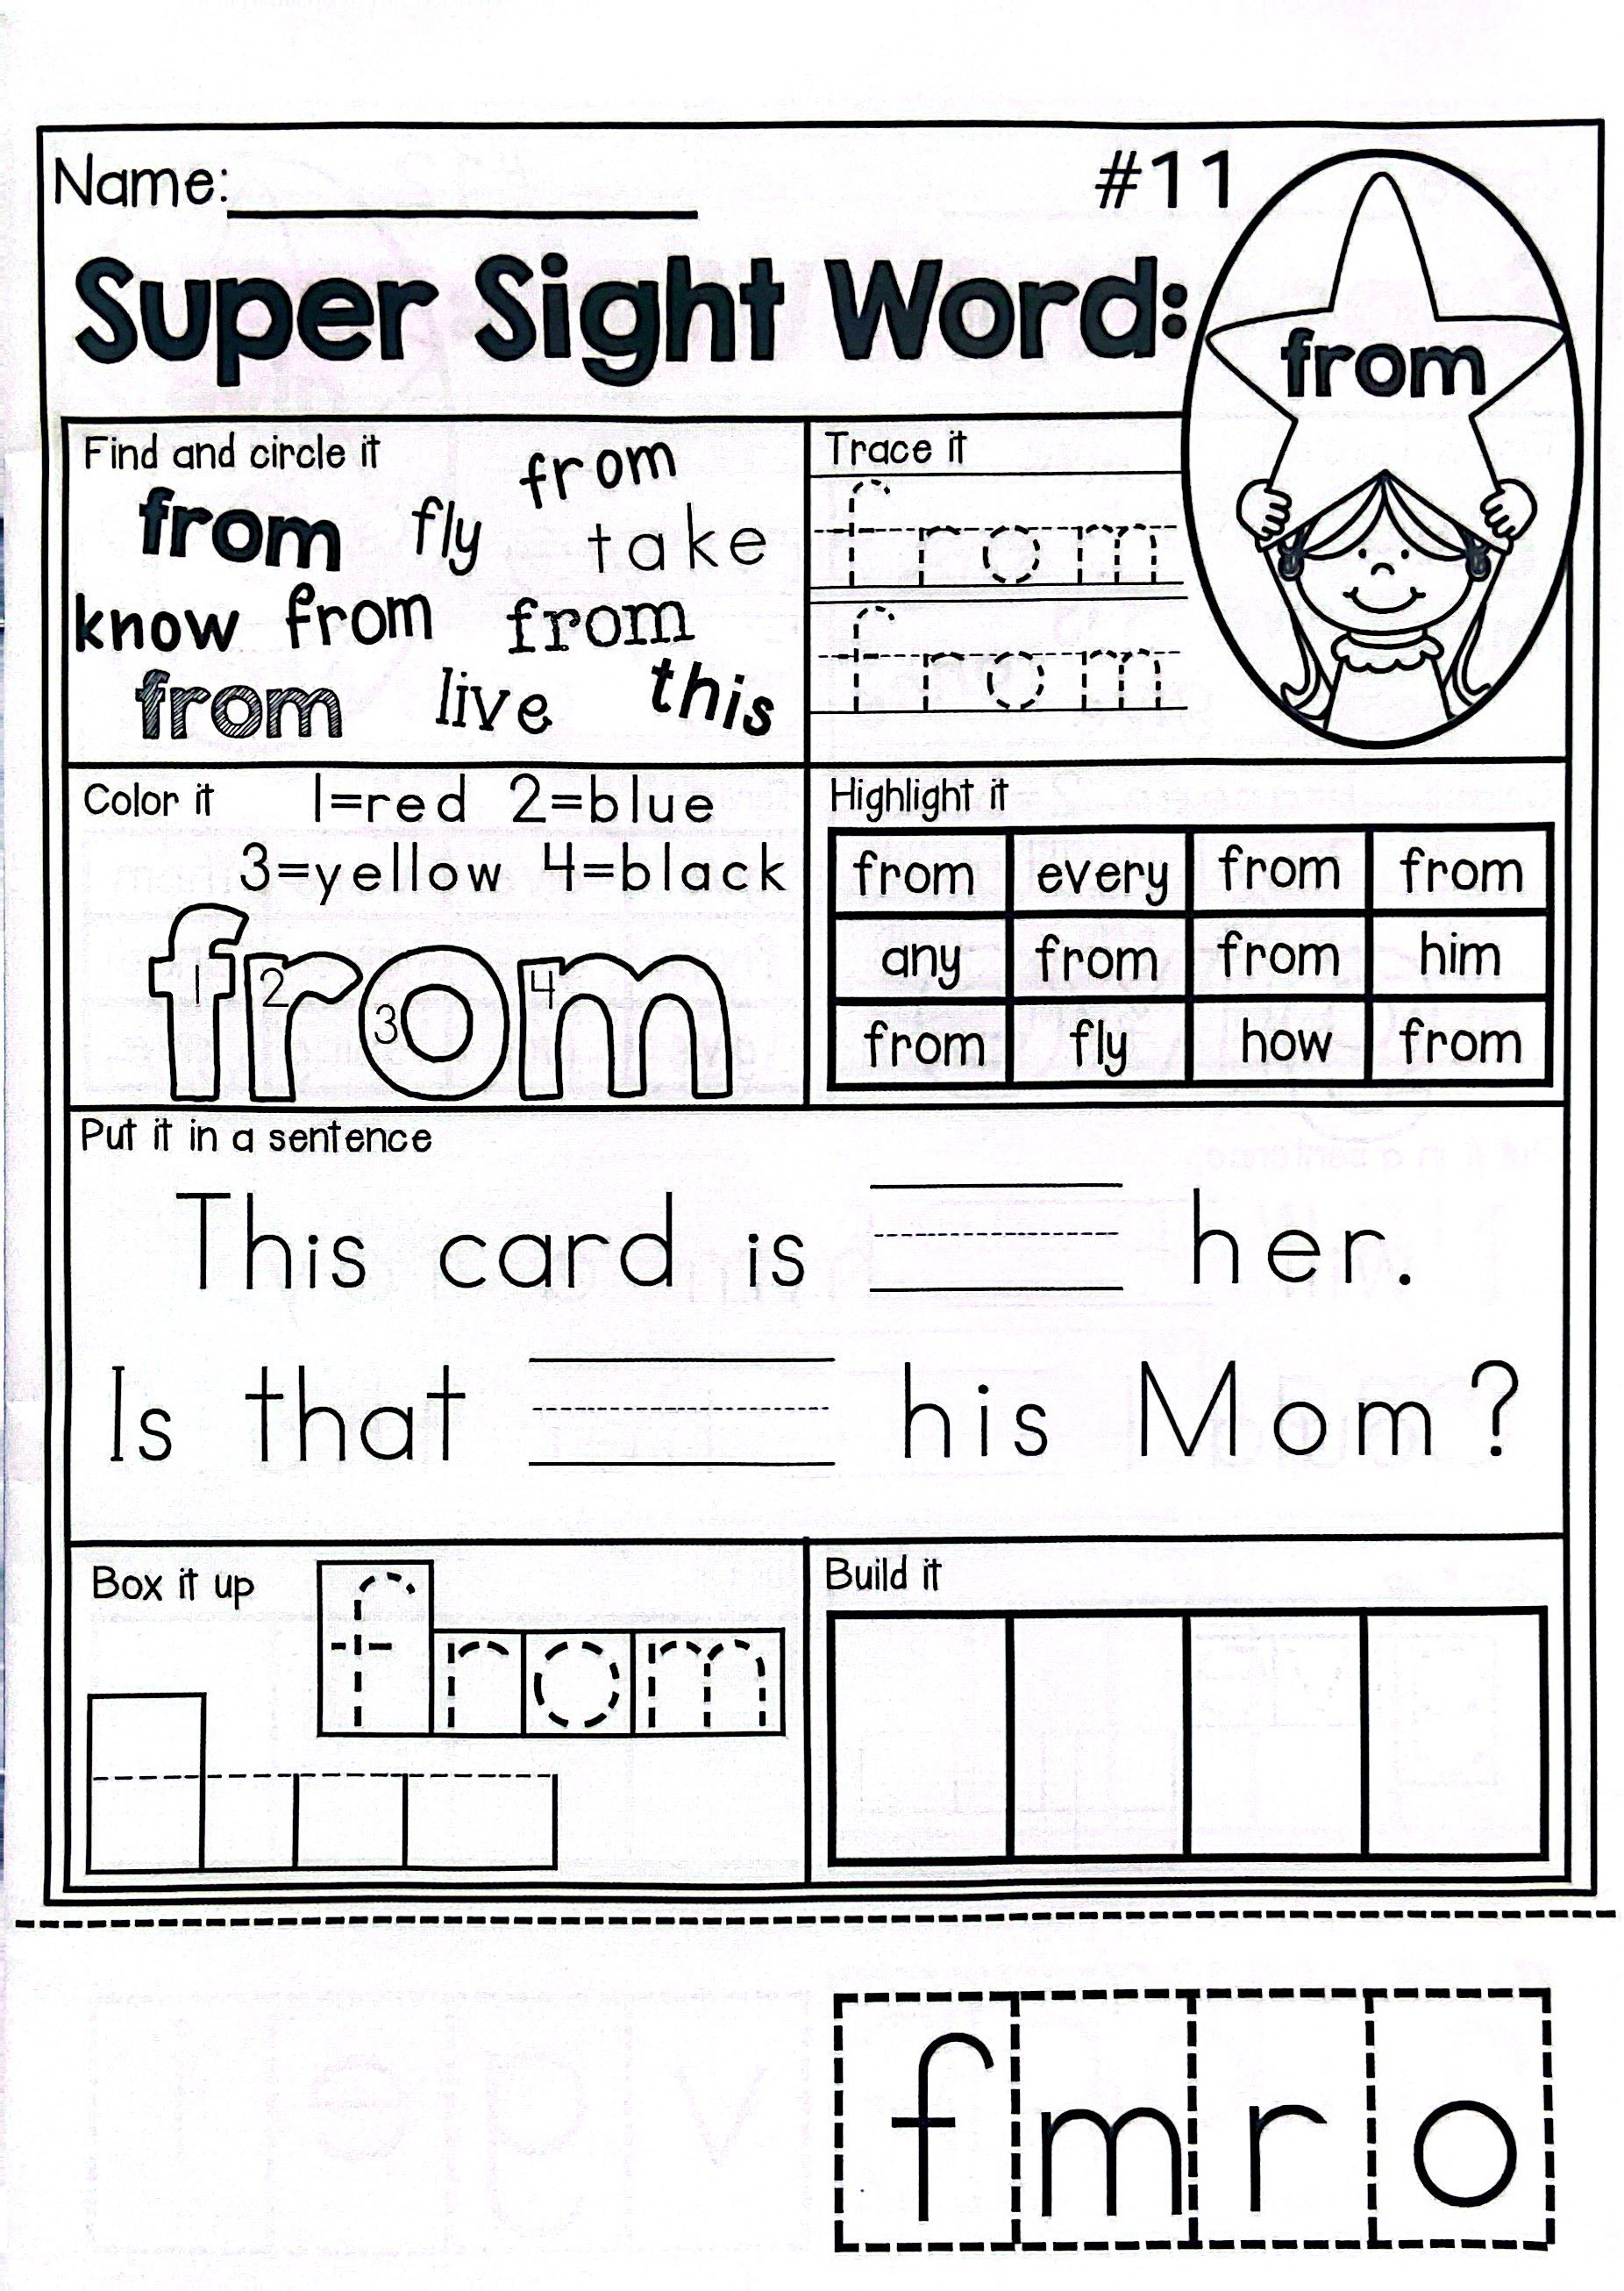 Name:
#11
Super Sight Word:
from
Find and circle it
from
from fly take
know from from
from live this
Trace it
from
from
Color it 1=red 2=blue
3=yellow 4=black
from
1 2 3 4
Highlight it
from every from from
any from from him
from fly how from
Put it in a sentence
This card is her.
Is that his Mom?
Box it up
from
Build it
f m r o